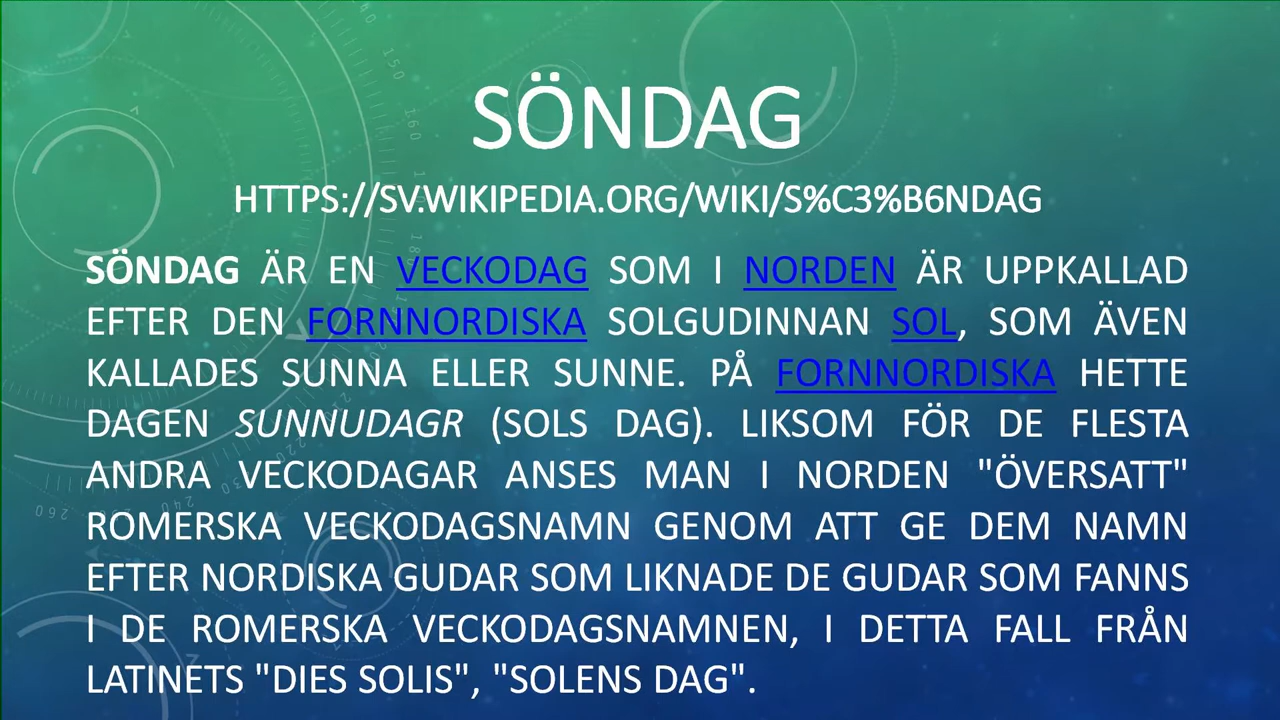 SÖNDAG
HTTPS://SV.WIKIPEDIA.ORG/WIKI/S%C3%B6NDAG
SÖNDAG ÄR EN VECKODAG SOM I NORDEN ÄR UPPKALLAD
EFTER DEN FORNNORDISKA SOLGUDINNAN SOL, SOM ÄVEN
KALLADES SUNNA ELLER SUNNE. PÅ FORNNORDISKA HETTE
DAGEN SUNNUDAGR (SOLS DAG). LIKSOM FÖR DE FLESTA
ANDRA VECKODAGAR ANSES MAN I NORDEN "ÖVERSATT"
ROMERSKA VECKODAGSNAMN GENOM ATT GE DEM NAMN
EFTER NORDISKA GUDAR SOM LIKNADE DE GUDAR SOM FANNS
I DE ROMERSKA VECKODAGSNAMNEN, I DETTA FALL FRÅN
LATINETS "DIES SOLIS", "SOLENS DAG".